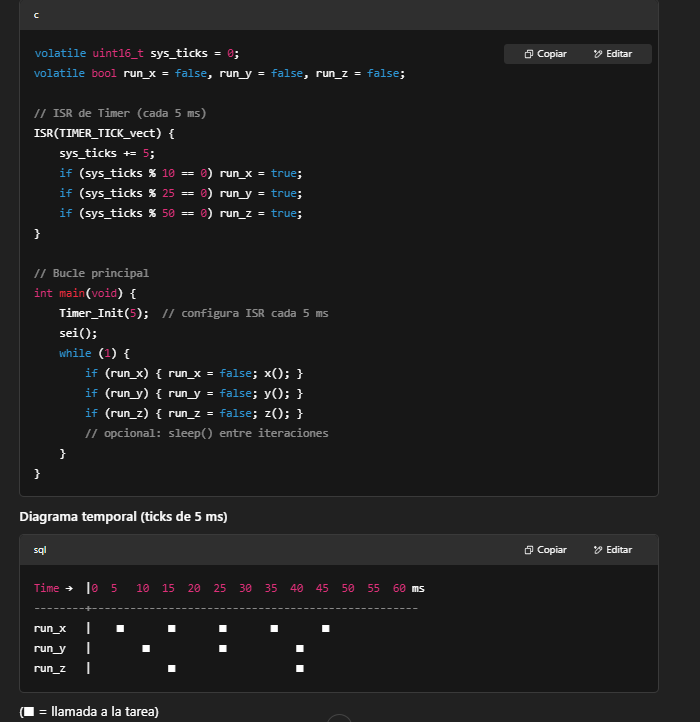 c
Copiar Editar
volatile uint16_t sys_ticks = 0;
volatile bool run_x = false, run_y = false, run_z = false;
// ISR de Timer (cada 5 ms)
ISR(TIMER_TICK_vect) {
    sys_ticks += 5;
    if (sys_ticks % 10 == 0) run_x = true;
    if (sys_ticks % 25 == 0) run_y = true;
    if (sys_ticks % 50 == 0) run_z = true;
}
// Bucle principal
int main(void) {
    Timer_Init(5);  // configura ISR cada 5 ms
    sei();
    while (1) {
        if (run_x) { run_x = false; x(); }
        if (run_y) { run_y = false; y(); }
        if (run_z) { run_z = false; z(); }
        // opcional: sleep() entre iteraciones
    }
}
Diagrama temporal (ticks de 5 ms)
sql
Copiar Editar
Time → |0  5   10  15  20  25  30  35  40  45  50  55  60 ms
--------+---------------------------------------------------
run_x   |    ■       ■       ■       ■       ■
run_y   |        ■           ■           ■
run_z   |            ■                   ■
(■ = llamada a la tarea)